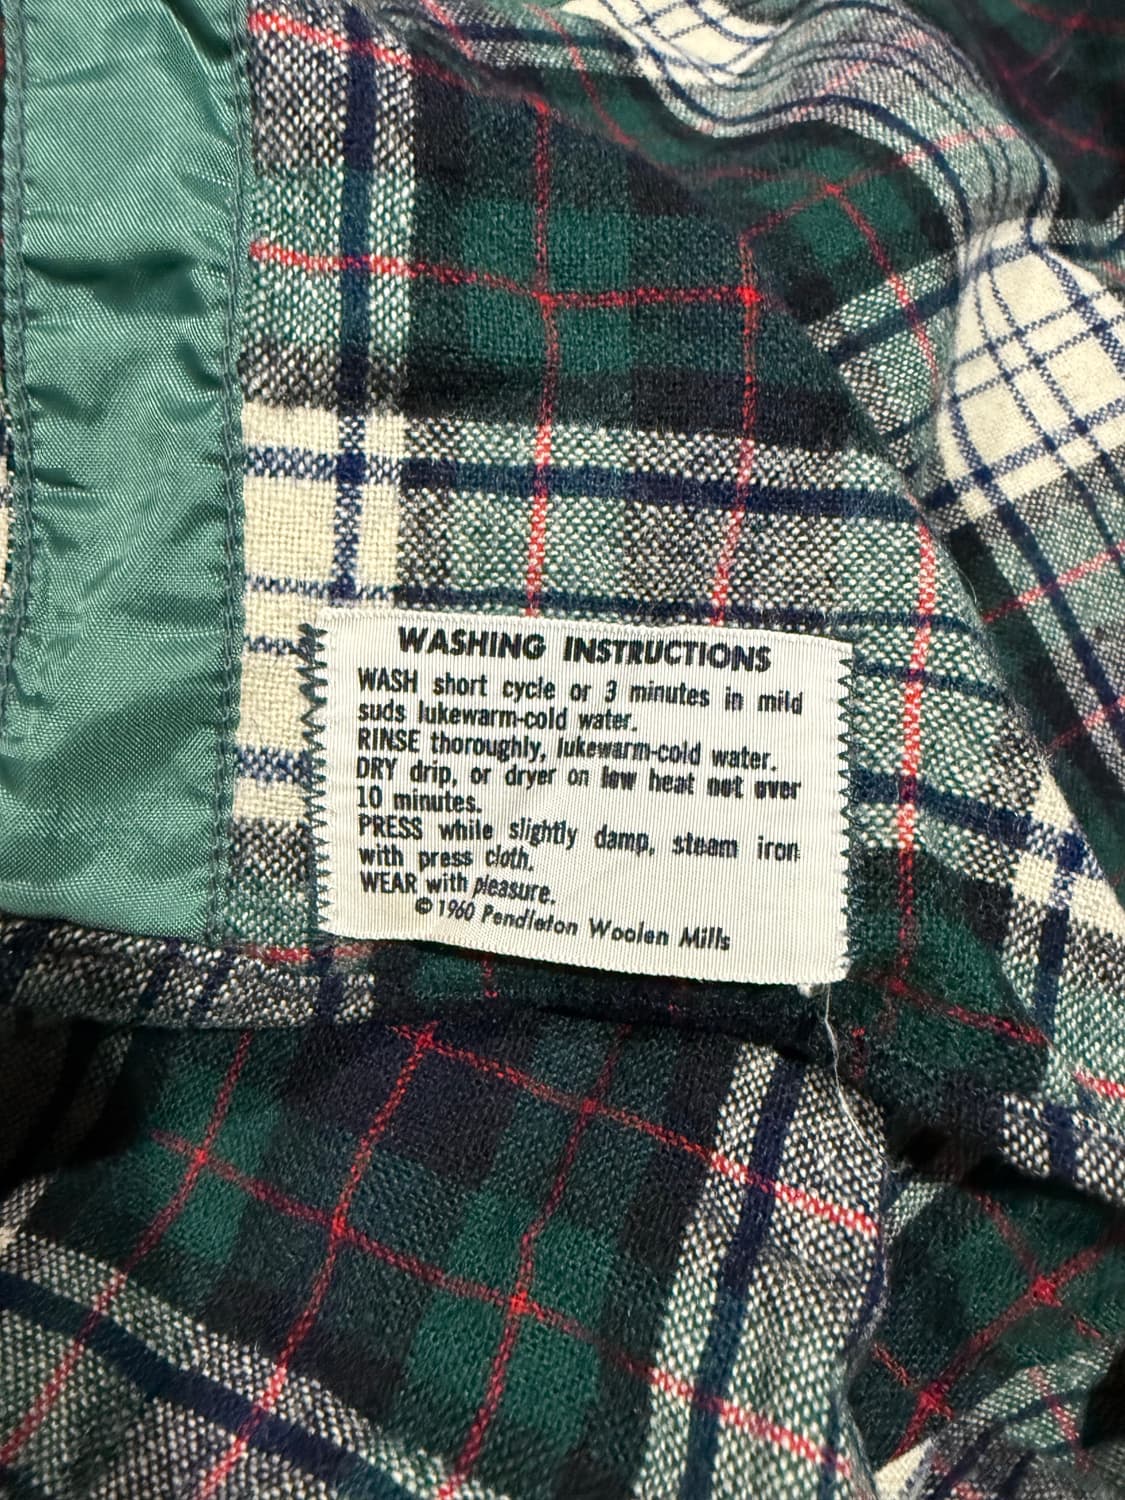 WASHING INSTRUCTIONS
WASH short cycle or 3 minutes in mild
suds lukewarm-cold water.
RINSE thoroughly, lukewarm-cold water.
DRY drip, or dryer on low heat not over
10 minutes.
PRESS while slightly damp, steam iron
with press cloth.
WEAR with pleasure.
© 1960 Pendleton Woolen Mills